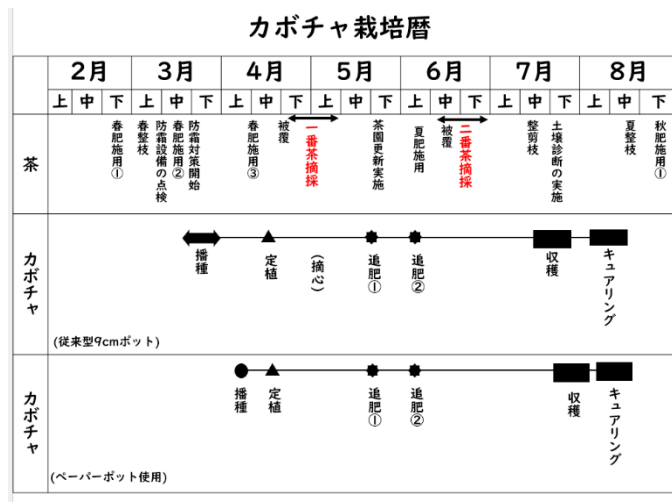 カボチャ栽培暦
2月 3月 4月 5月 6月 7月 8月
上 中 下 上 中 下 上 中 下 上 中 下 上 中 下 上 中 下 上 中 下
茶
春肥施用①
春整枝
防霜設備の点検
春肥施用②
防霜対策開始
春肥施用③
被覆
一番茶摘採
茶園更新実施
夏肥施用
被覆
二番茶摘採
整剪枝
土壌診断の実施
夏整枝
秋肥施用①
カボチャ
(従来型9cmポット)
播種
定植
(摘心)
追肥①
追肥②
収穫
キュアリング
カボチャ
(ペーパーポット使用)
播種
定植
追肥①
追肥②
収穫
キュアリング